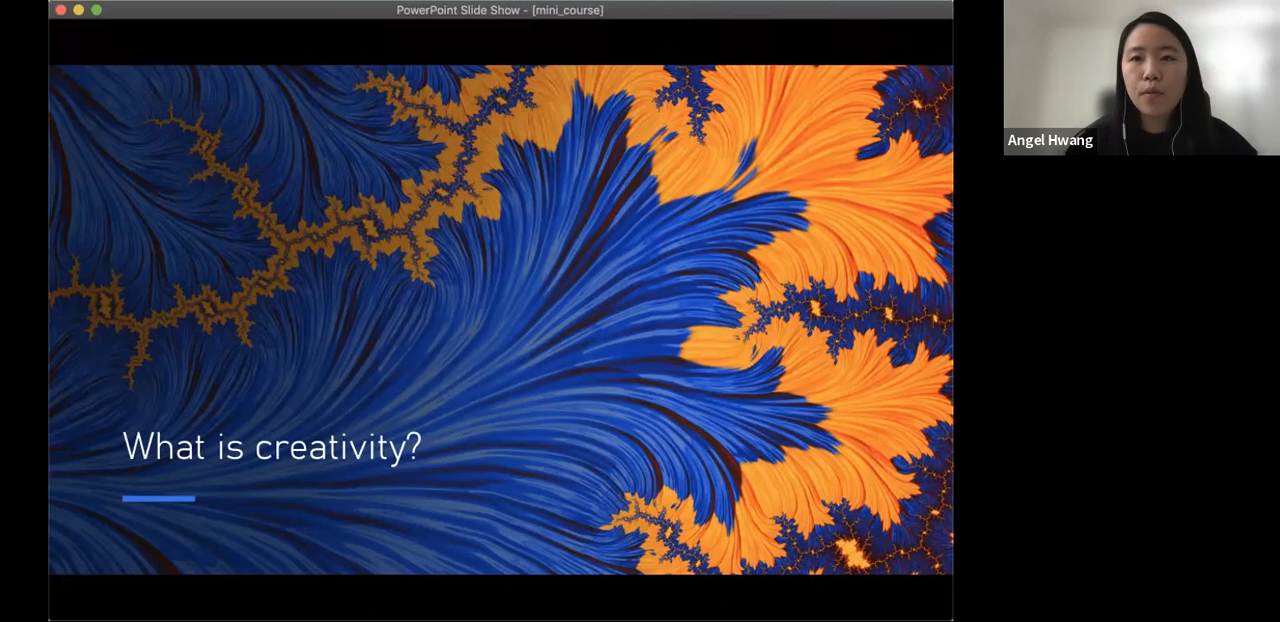 PowerPoint Slide Show - [mini_course]
Angel Hwang
What is creativity?